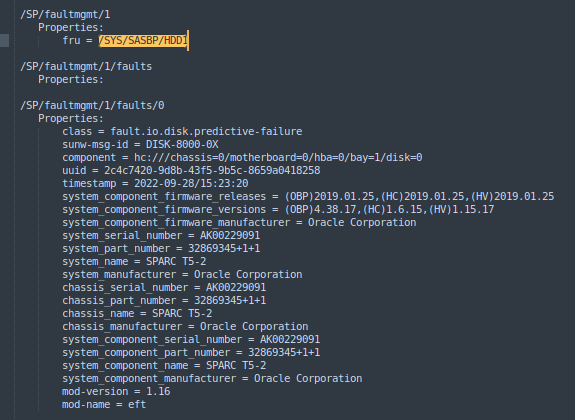 /SP/faultmgmt/1
Properties:
fru = /SYS/SASBP/HDD1
/SP/faultmgmt/1/faults
Properties:
/SP/faultmgmt/1/faults/0
Properties:
class = fault.io.disk.predictive-failure
sunw-msg-id = DISK-8000-0X
component = hc:///chassis=0/motherboard=0/hba=0/bay=1/disk=0
uuid = 2c4c7420-9d8b-43f5-9b5c-8659a0418258
timestamp = 2022-09-28/15:23:20
system_component_firmware_releases = (OBP)2019.01.25,(HC)2019.01.25,(HV)2019.01.25
system_component_firmware_versions = (OBP)4.38.17,(HC)1.6.15,(HV)1.15.17
system_component_firmware_manufacturer = Oracle Corporation
system_serial_number = AK00229091
system_part_number = 32869345+1+1
system_name = SPARC T5-2
system_manufacturer = Oracle Corporation
chassis_serial_number = AK00229091
chassis_part_number = 32869345+1+1
chassis_name = SPARC T5-2
chassis_manufacturer = Oracle Corporation
system_component_serial_number = AK00229091
system_component_part_number = 32869345+1+1
system_component_name = SPARC T5-2
system_component_manufacturer = Oracle Corporation
mod-version = 1.16
mod-name = eft